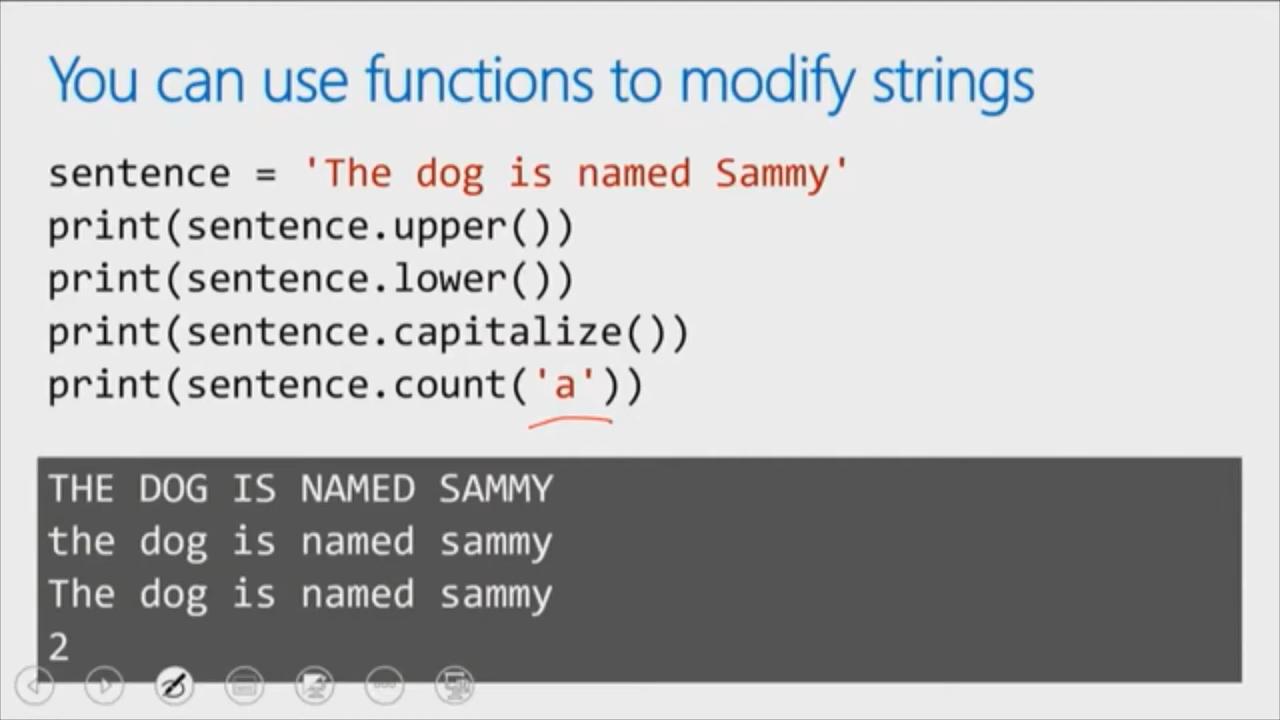 You can use functions to modify strings
sentence = 'The dog is named Sammy'
print(sentence.upper())
print(sentence.lower())
print(sentence.capitalize())
print(sentence.count('a'))
THE DOG IS NAMED SAMMY
the dog is named sammy
The dog is named sammy
2